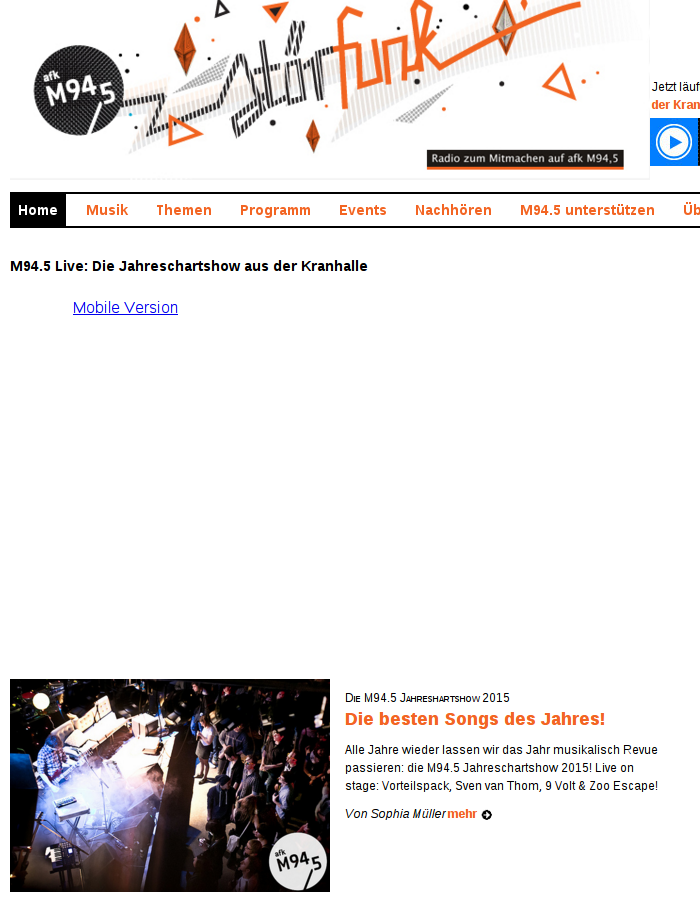 afk
M94 5
störfunk
Radio zum Mitmachen auf afk M94,5
Jetzt läuf
der Kran
Home Musik Themen Programm Events Nachhören M94.5 unterstützen Üb
M94.5 Live: Die Jahreschartshow aus der Kranhalle
Mobile Version
Die M94.5 Jahreshartshow 2015
Die besten Songs des Jahres!
Alle Jahre wieder lassen wir das Jahr musikalisch Revue
passieren: die M94.5 Jahreschartshow 2015! Live on
stage: Vorteilspack, Sven van Thom, 9 Volt & Zoo Escape!
Von Sophia Müller mehr
afk
M94 5